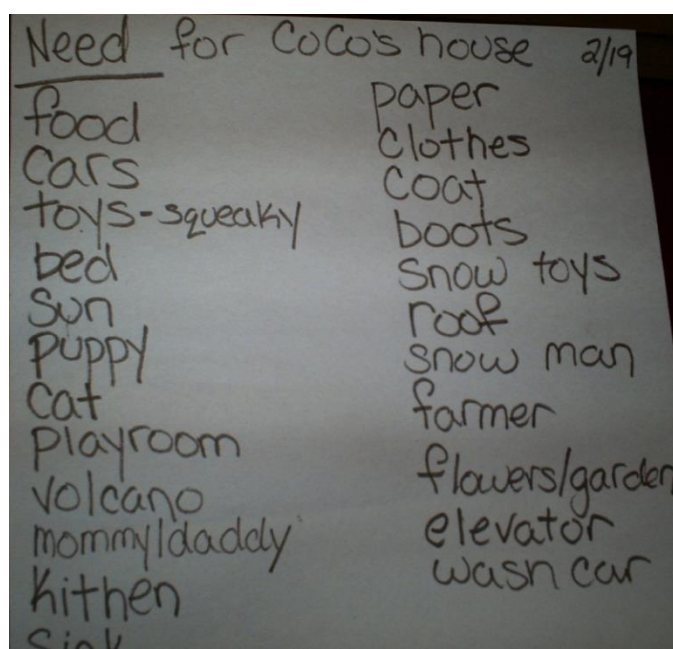 Need for CoCo's house 2/19
food
cars
toys-squeaky
bed
sun
puppy
cat
playroom
volcano
mommy/daddy
kithen
sink
paper
clothes
coat
boots
snow toys
roof
snow man
farmer
flowers/garden
elevator
wash car